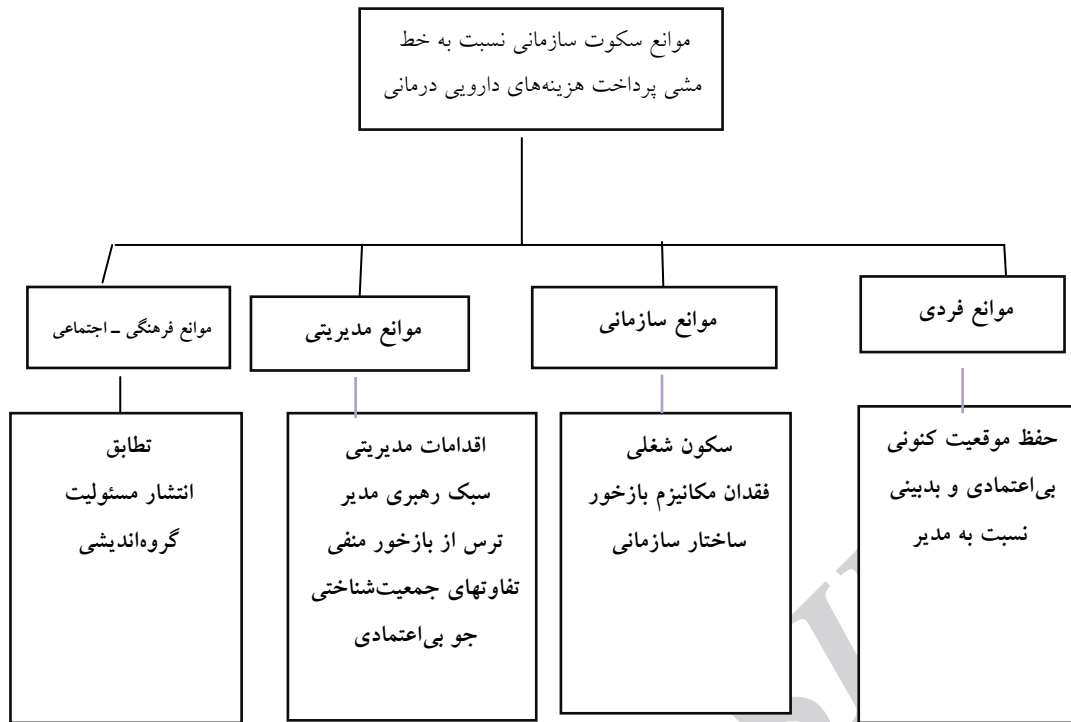 موانع سکوت سازمانی نسبت به خط
مشی پرداخت هزینه‌های دارویی درمانی
موانع فردی
موانع سازمانی
موانع مدیریتی
موانع فرهنگی – اجتماعی
حفظ موقعیت کنونی
بی‌اعتمادی و بدبینی
نسبت به مدیر
سکون شغلی
فقدان مکانیزم بازخور
ساختار سازمانی
اقدامات مدیریتی
سبک رهبری مدیر
ترس از بازخور منفی
تفاوتهای جمعیت‌شناختی
جو بی‌اعتمادی
تطابق
انتشار مسئولیت
گروه‌اندیشی